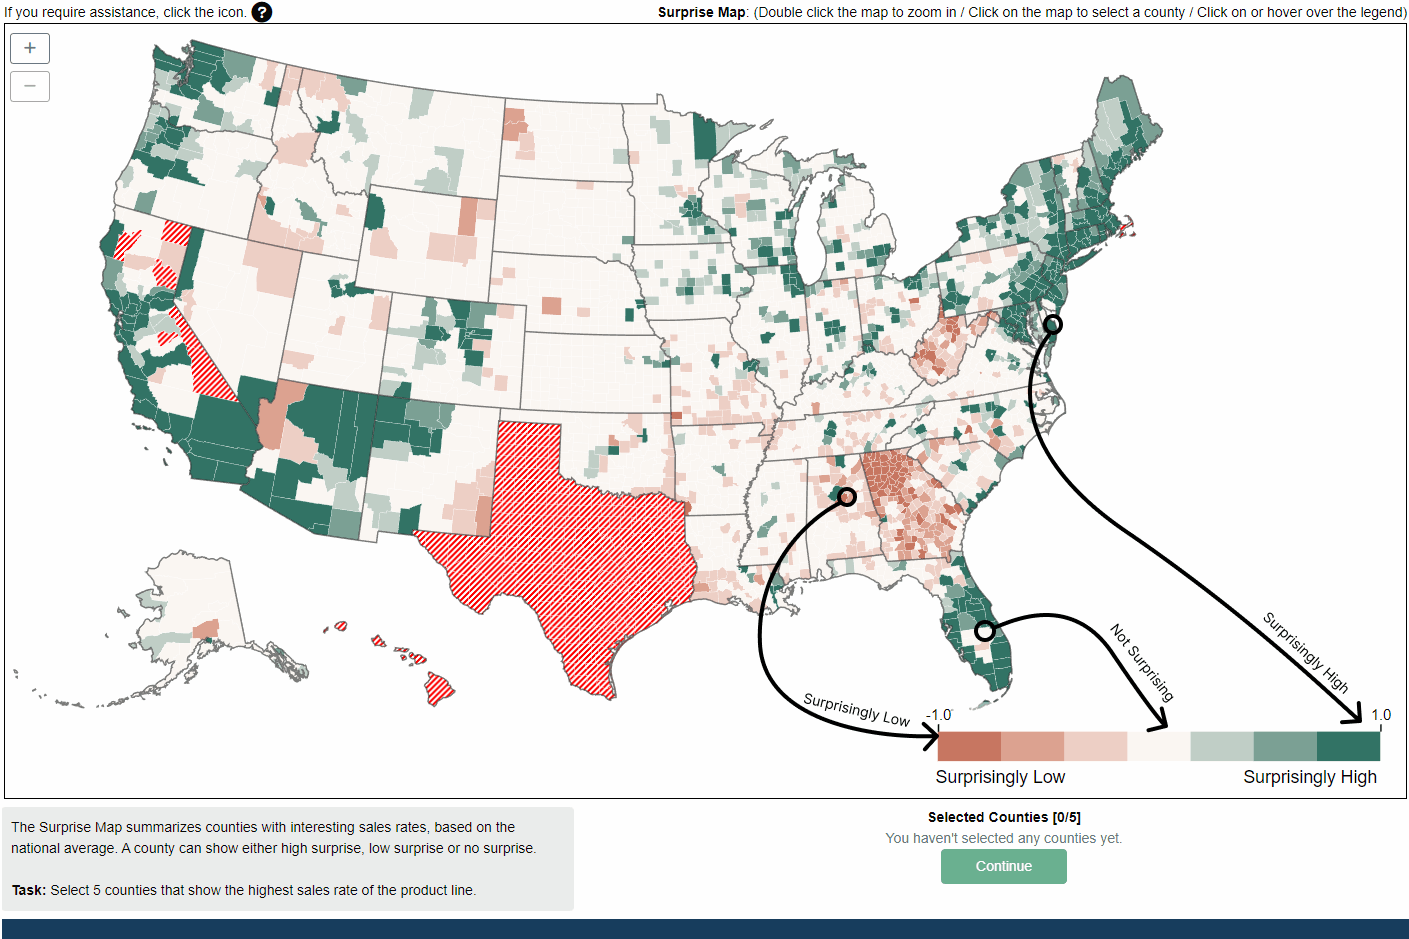 If you require assistance, click the icon. ?
Surprise Map: (Double click the map to zoom in / Click on the map to select a county / Click on or hover over the legend)
+
−
Surprisingly High
Not Surprising
Surprisingly Low
-1.0
1.0
Surprisingly Low
Surprisingly High
The Surprise Map summarizes counties with interesting sales rates, based on the
national average. A county can show either high surprise, low surprise or no surprise.
Task: Select 5 counties that show the highest sales rate of the product line.
Selected Counties [0/5]
You haven't selected any counties yet.
Continue